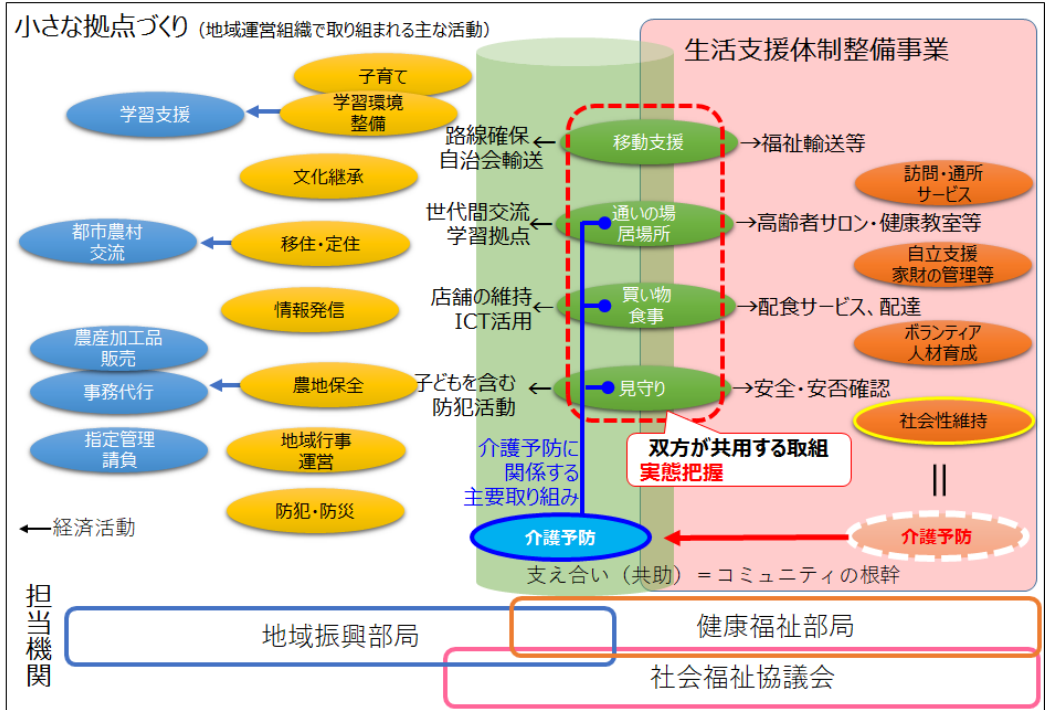 小さな拠点づくり（地域運営組織で取り組まれる主な活動）
生活支援体制整備事業
子育て
学習環境
整備
学習支援
文化継承
移住・定住
都市農村
交流
情報発信
農産加工品
販売
事務代行
農地保全
指定管理
請負
地域行事
運営
防犯・防災
←経済活動
路線確保
自治会輸送
←
移動支援
→福祉輸送等
世代間交流
学習拠点
←
通いの場
居場所
→高齢者サロン・健康教室等
店舗の維持
ICT活用
←
買い物
食事
→配食サービス、配達
子どもを含む
防犯活動
←
見守り
→安全・安否確認
訪問・通所
サービス
自立支援
家財の管理等
ボランティア
人材育成
社会性維持
＝
介護予防
双方が共用する取組
実態把握
介護予防に
関係する
主要取り組み
介護予防
支え合い（共助）＝コミュニティの根幹
担当機関
地域振興部局
健康福祉部局
社会福祉協議会